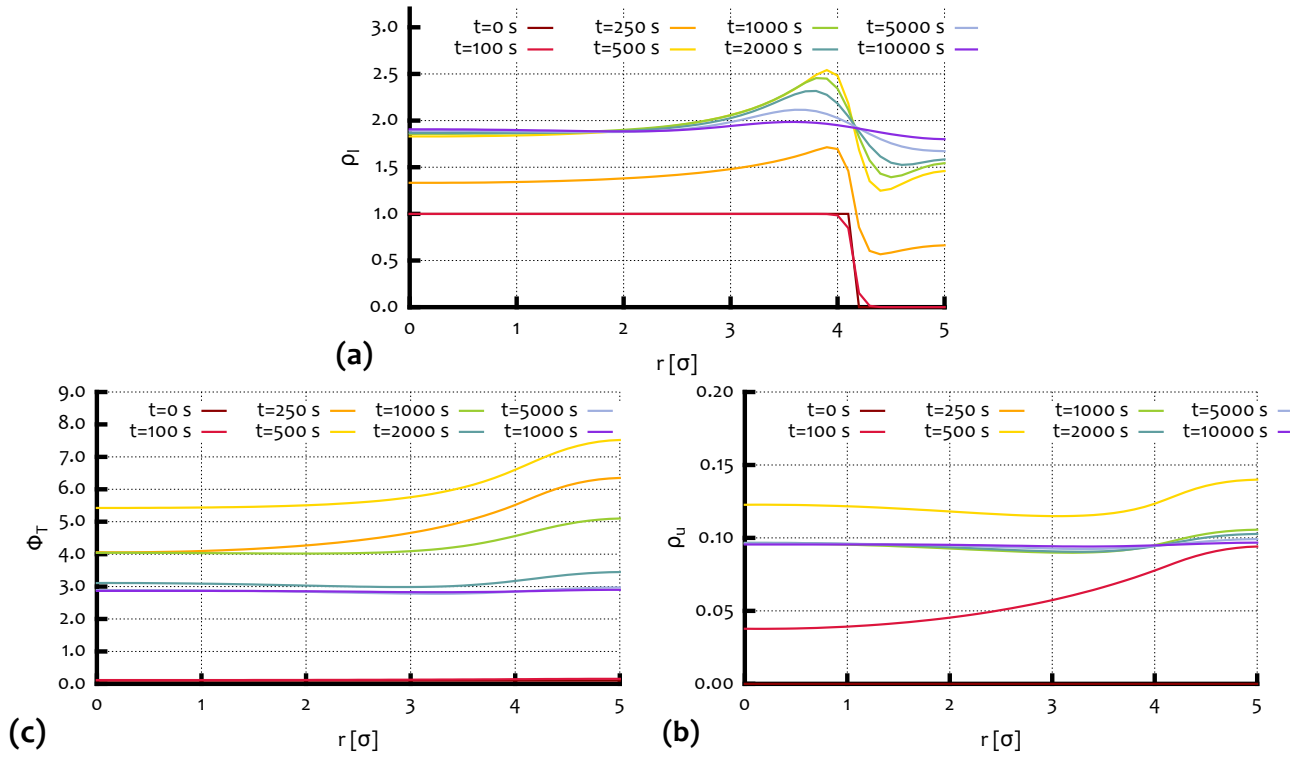 3.0
t=0 s t=250 s t=1000 s t=5000 s
t=100 s t=500 s t=2000 s t=10000 s
2.5
2.0
ρl
1.5
1.0
0.5
0.0
0 1 2 3 4 5
(a)
r [σ]
9.0
t=0 s t=250 s t=1000 s t=5000 s
8.0
t=100 s t=500 s t=2000 s t=1000 s
7.0
6.0
5.0
ΦT
4.0
3.0
2.0
1.0
0.0
0 1 2 3 4 5
(c)
r [σ]
0.20
t=0 s t=250 s t=1000 s t=5000 s
t=100 s t=500 s t=2000 s t=10000 s
0.15
ρu
0.10
0.05
0.00
0 1 2 3 4 5
(b)
r [σ]